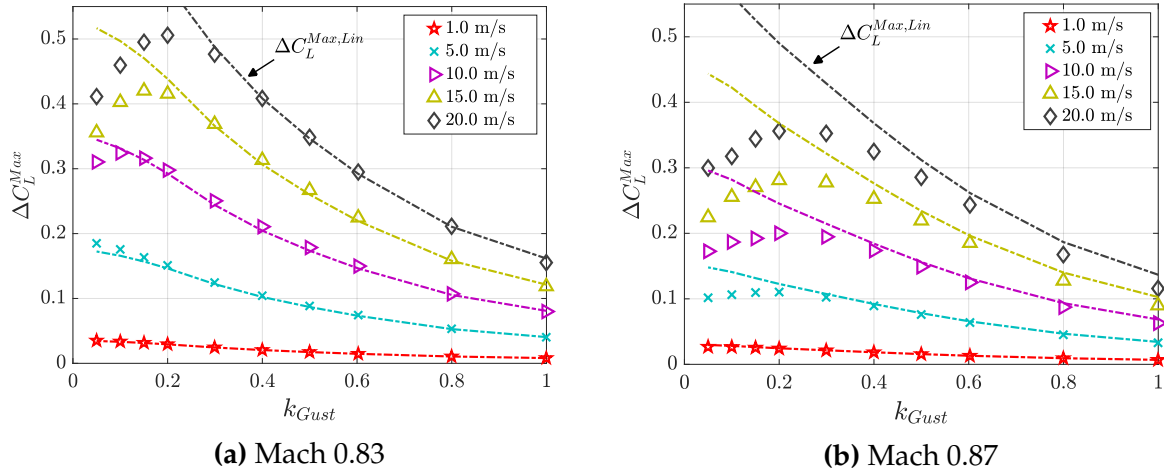 0.5
0.4
0.3
0.2
0.1
0
0
0.2
0.4
0.6
0.8
1
ΔC_L^{Max}
k_{Gust}
ΔC_L^{Max,Lin}
1.0 m/s
5.0 m/s
10.0 m/s
15.0 m/s
20.0 m/s
(a) Mach 0.83
0.5
0.4
0.3
0.2
0.1
0
0
0.2
0.4
0.6
0.8
1
ΔC_L^{Max}
k_{Gust}
ΔC_L^{Max,Lin}
1.0 m/s
5.0 m/s
10.0 m/s
15.0 m/s
20.0 m/s
(b) Mach 0.87